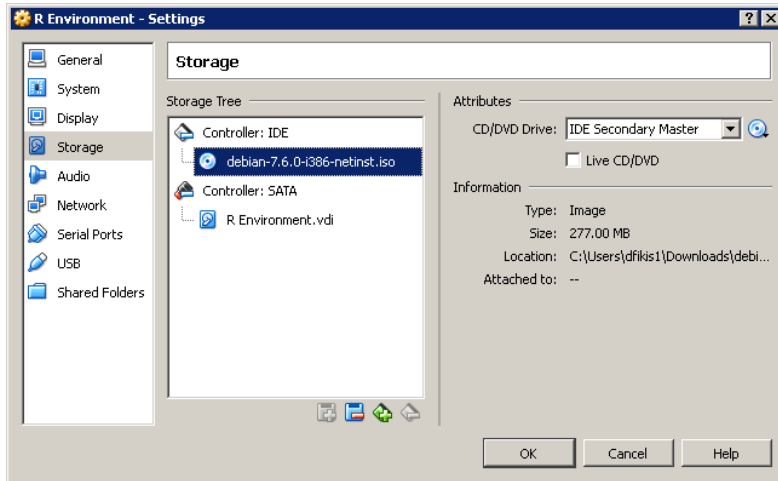 R Environment - Settings
General
System
Display
Storage
Audio
Network
Serial Ports
USB
Shared Folders
Storage
Storage Tree
Controller: IDE
debian-7.6.0-i386-netinst.iso
Controller: SATA
R Environment.vdi
Attributes
CD/DVD Drive: IDE Secondary Master
Live CD/DVD
Information
Type: Image
Size: 277.00 MB
Location: C:\Users\dfikis1\Downloads\debi...
Attached to: --
OK Cancel Help